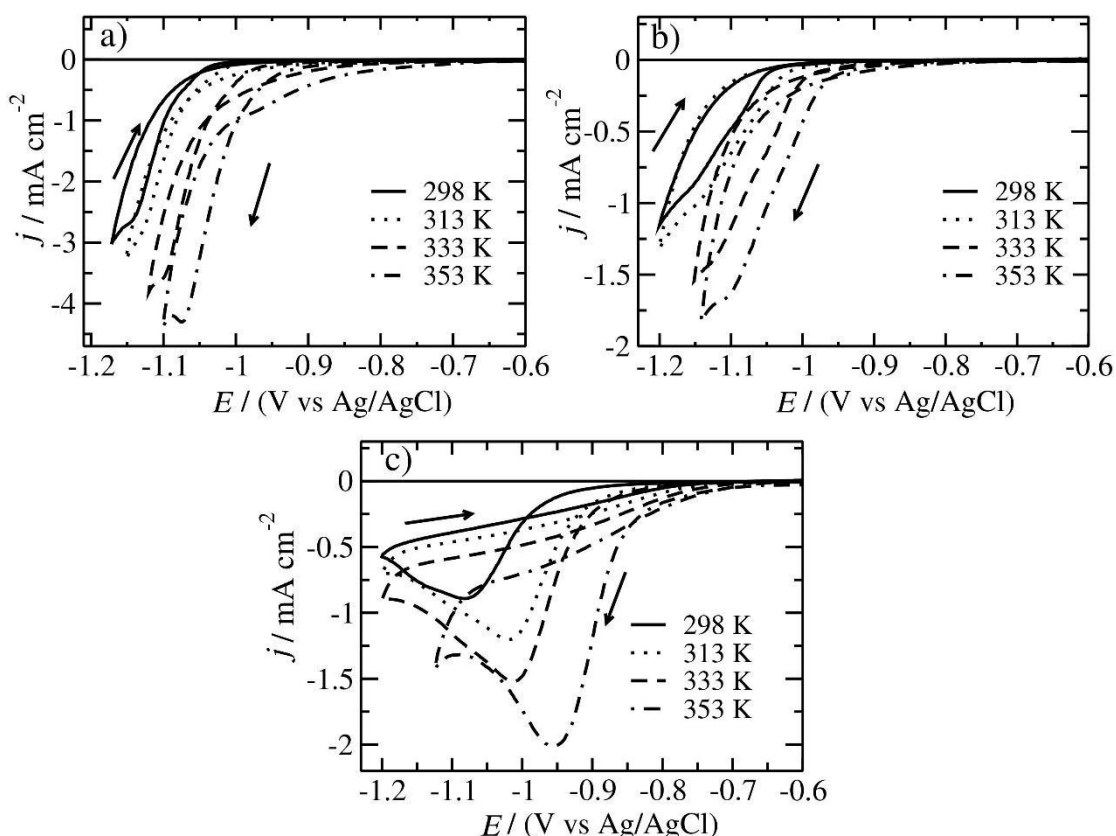 a)
j / mA cm⁻²
0
-1
-2
-3
-4
298 K
313 K
333 K
353 K
-1.2 -1.1 -1 -0.9 -0.8 -0.7 -0.6
E / (V vs Ag/AgCl)
b)
j / mA cm⁻²
0
-0.5
-1
-1.5
-2
298 K
313 K
333 K
353 K
-1.2 -1.1 -1 -0.9 -0.8 -0.7 -0.6
E / (V vs Ag/AgCl)
c)
j / mA cm⁻²
0
-0.5
-1
-1.5
-2
298 K
313 K
333 K
353 K
-1.2 -1.1 -1 -0.9 -0.8 -0.7 -0.6
E / (V vs Ag/AgCl)